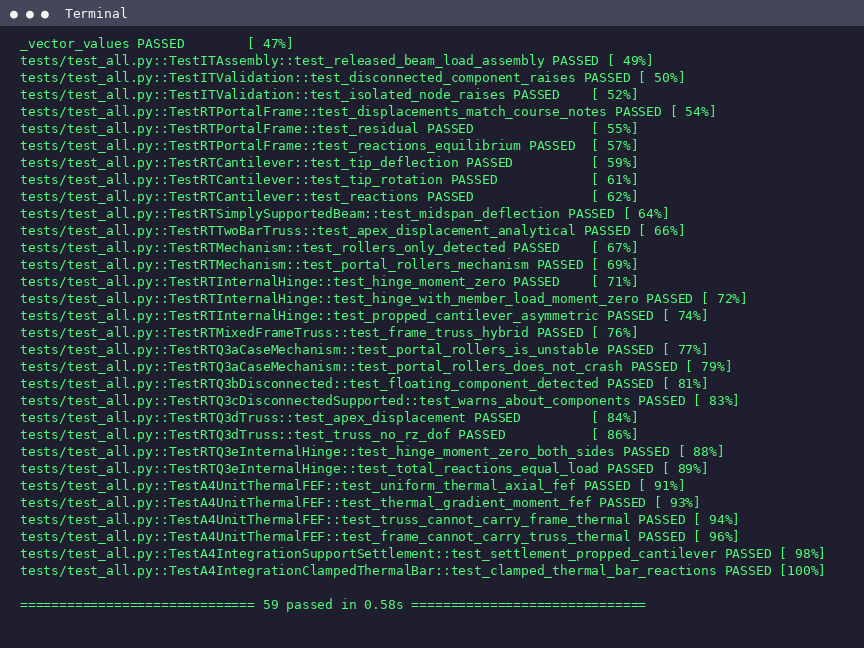 Terminal
_vector_values PASSED        [ 47%]
tests/test_all.py::TestITAssembly::test_released_beam_load_assembly PASSED [ 49%]
tests/test_all.py::TestITValidation::test_disconnected_component_raises PASSED [ 50%]
tests/test_all.py::TestITValidation::test_isolated_node_raises PASSED    [ 52%]
tests/test_all.py::TestRTPortalFrame::test_displacements_match_course_notes PASSED [ 54%]
tests/test_all.py::TestRTPortalFrame::test_residual PASSED               [ 55%]
tests/test_all.py::TestRTPortalFrame::test_reactions_equilibrium PASSED  [ 57%]
tests/test_all.py::TestRTCantilever::test_tip_deflection PASSED          [ 59%]
tests/test_all.py::TestRTCantilever::test_tip_rotation PASSED            [ 61%]
tests/test_all.py::TestRTCantilever::test_reactions PASSED               [ 62%]
tests/test_all.py::TestRTSimplySupportedBeam::test_midspan_deflection PASSED [ 64%]
tests/test_all.py::TestRTTwoBarTruss::test_apex_displacement_analytical PASSED [ 66%]
tests/test_all.py::TestRTMechanism::test_rollers_only_detected PASSED    [ 67%]
tests/test_all.py::TestRTMechanism::test_portal_rollers_mechanism PASSED [ 69%]
tests/test_all.py::TestRTInternalHinge::test_hinge_moment_zero PASSED    [ 71%]
tests/test_all.py::TestRTInternalHinge::test_hinge_with_member_load_moment_zero PASSED [ 72%]
tests/test_all.py::TestRTInternalHinge::test_propped_cantilever_asymmetric PASSED [ 74%]
tests/test_all.py::TestRTMixedFrameTruss::test_frame_truss_hybrid PASSED [ 76%]
tests/test_all.py::TestRTQ3aCaseMechanism::test_portal_rollers_is_unstable PASSED [ 77%]
tests/test_all.py::TestRTQ3aCaseMechanism::test_portal_rollers_does_not_crash PASSED [ 79%]
tests/test_all.py::TestRTQ3bDisconnected::test_floating_component_detected PASSED [ 81%]
tests/test_all.py::TestRTQ3cDisconnectedSupported::test_warns_about_components PASSED [ 83%]
tests/test_all.py::TestRTQ3dTruss::test_apex_displacement PASSED         [ 84%]
tests/test_all.py::TestRTQ3dTruss::test_truss_no_rz_dof PASSED           [ 86%]
tests/test_all.py::TestRTQ3eInternalHinge::test_hinge_moment_zero_both_sides PASSED [ 88%]
tests/test_all.py::TestRTQ3eInternalHinge::test_total_reactions_equal_load PASSED [ 89%]
tests/test_all.py::TestA4UnitThermalFEF::test_uniform_thermal_axial_fef PASSED [ 91%]
tests/test_all.py::TestA4UnitThermalFEF::test_thermal_gradient_moment_fef PASSED [ 93%]
tests/test_all.py::TestA4UnitThermalFEF::test_truss_cannot_carry_frame_thermal PASSED [ 94%]
tests/test_all.py::TestA4UnitThermalFEF::test_frame_cannot_carry_truss_thermal PASSED [ 96%]
tests/test_all.py::TestA4IntegrationSupportSettlement::test_settlement_propped_cantilever PASSED [ 98%]
tests/test_all.py::TestA4IntegrationClampedThermalBar::test_clamped_thermal_bar_reactions PASSED [100%]
============================== 59 passed in 0.58s ==============================